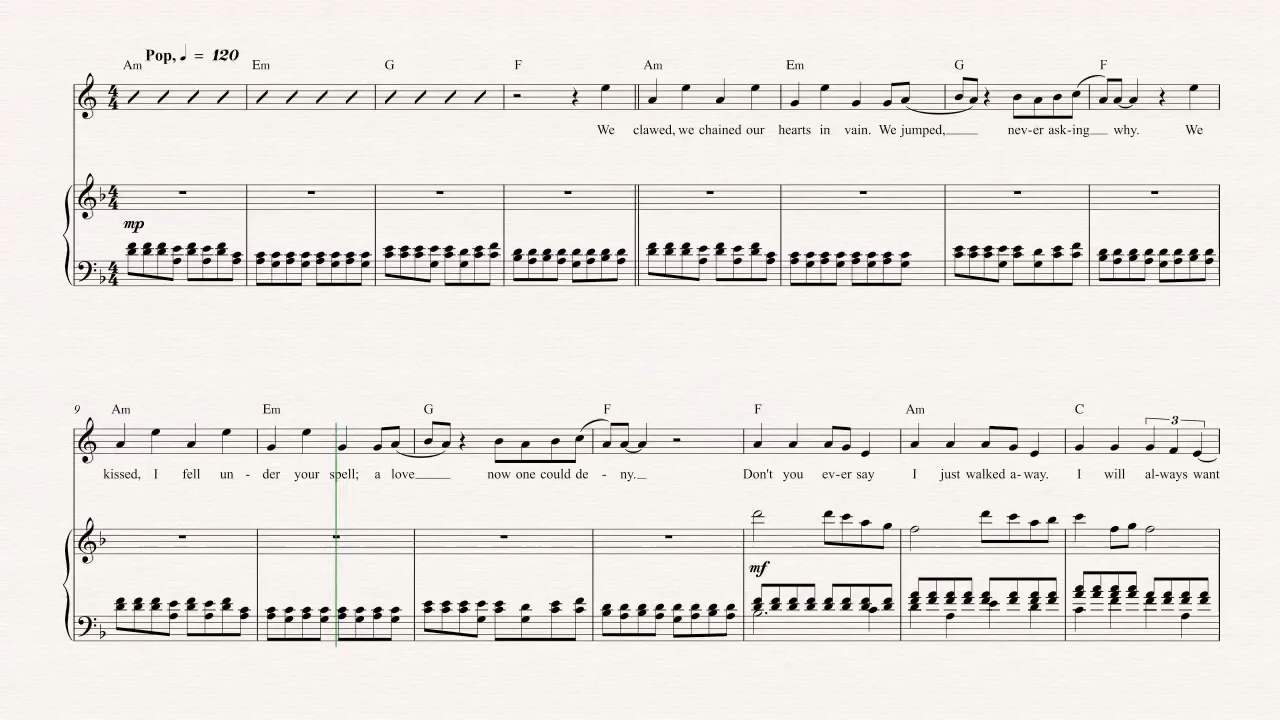 Pop, ♩ = 120
Am Em G F Am Em G F
4/4
We clawed, we chained our hearts in vain. We jumped, nev-er ask-ing why. We
mp
9
Am Em G F F Am C
3
kissed, I fell un - der your spell; a love now one could de - ny. Don't you ev-er say I just walked a-way. I will al-ways want
mf